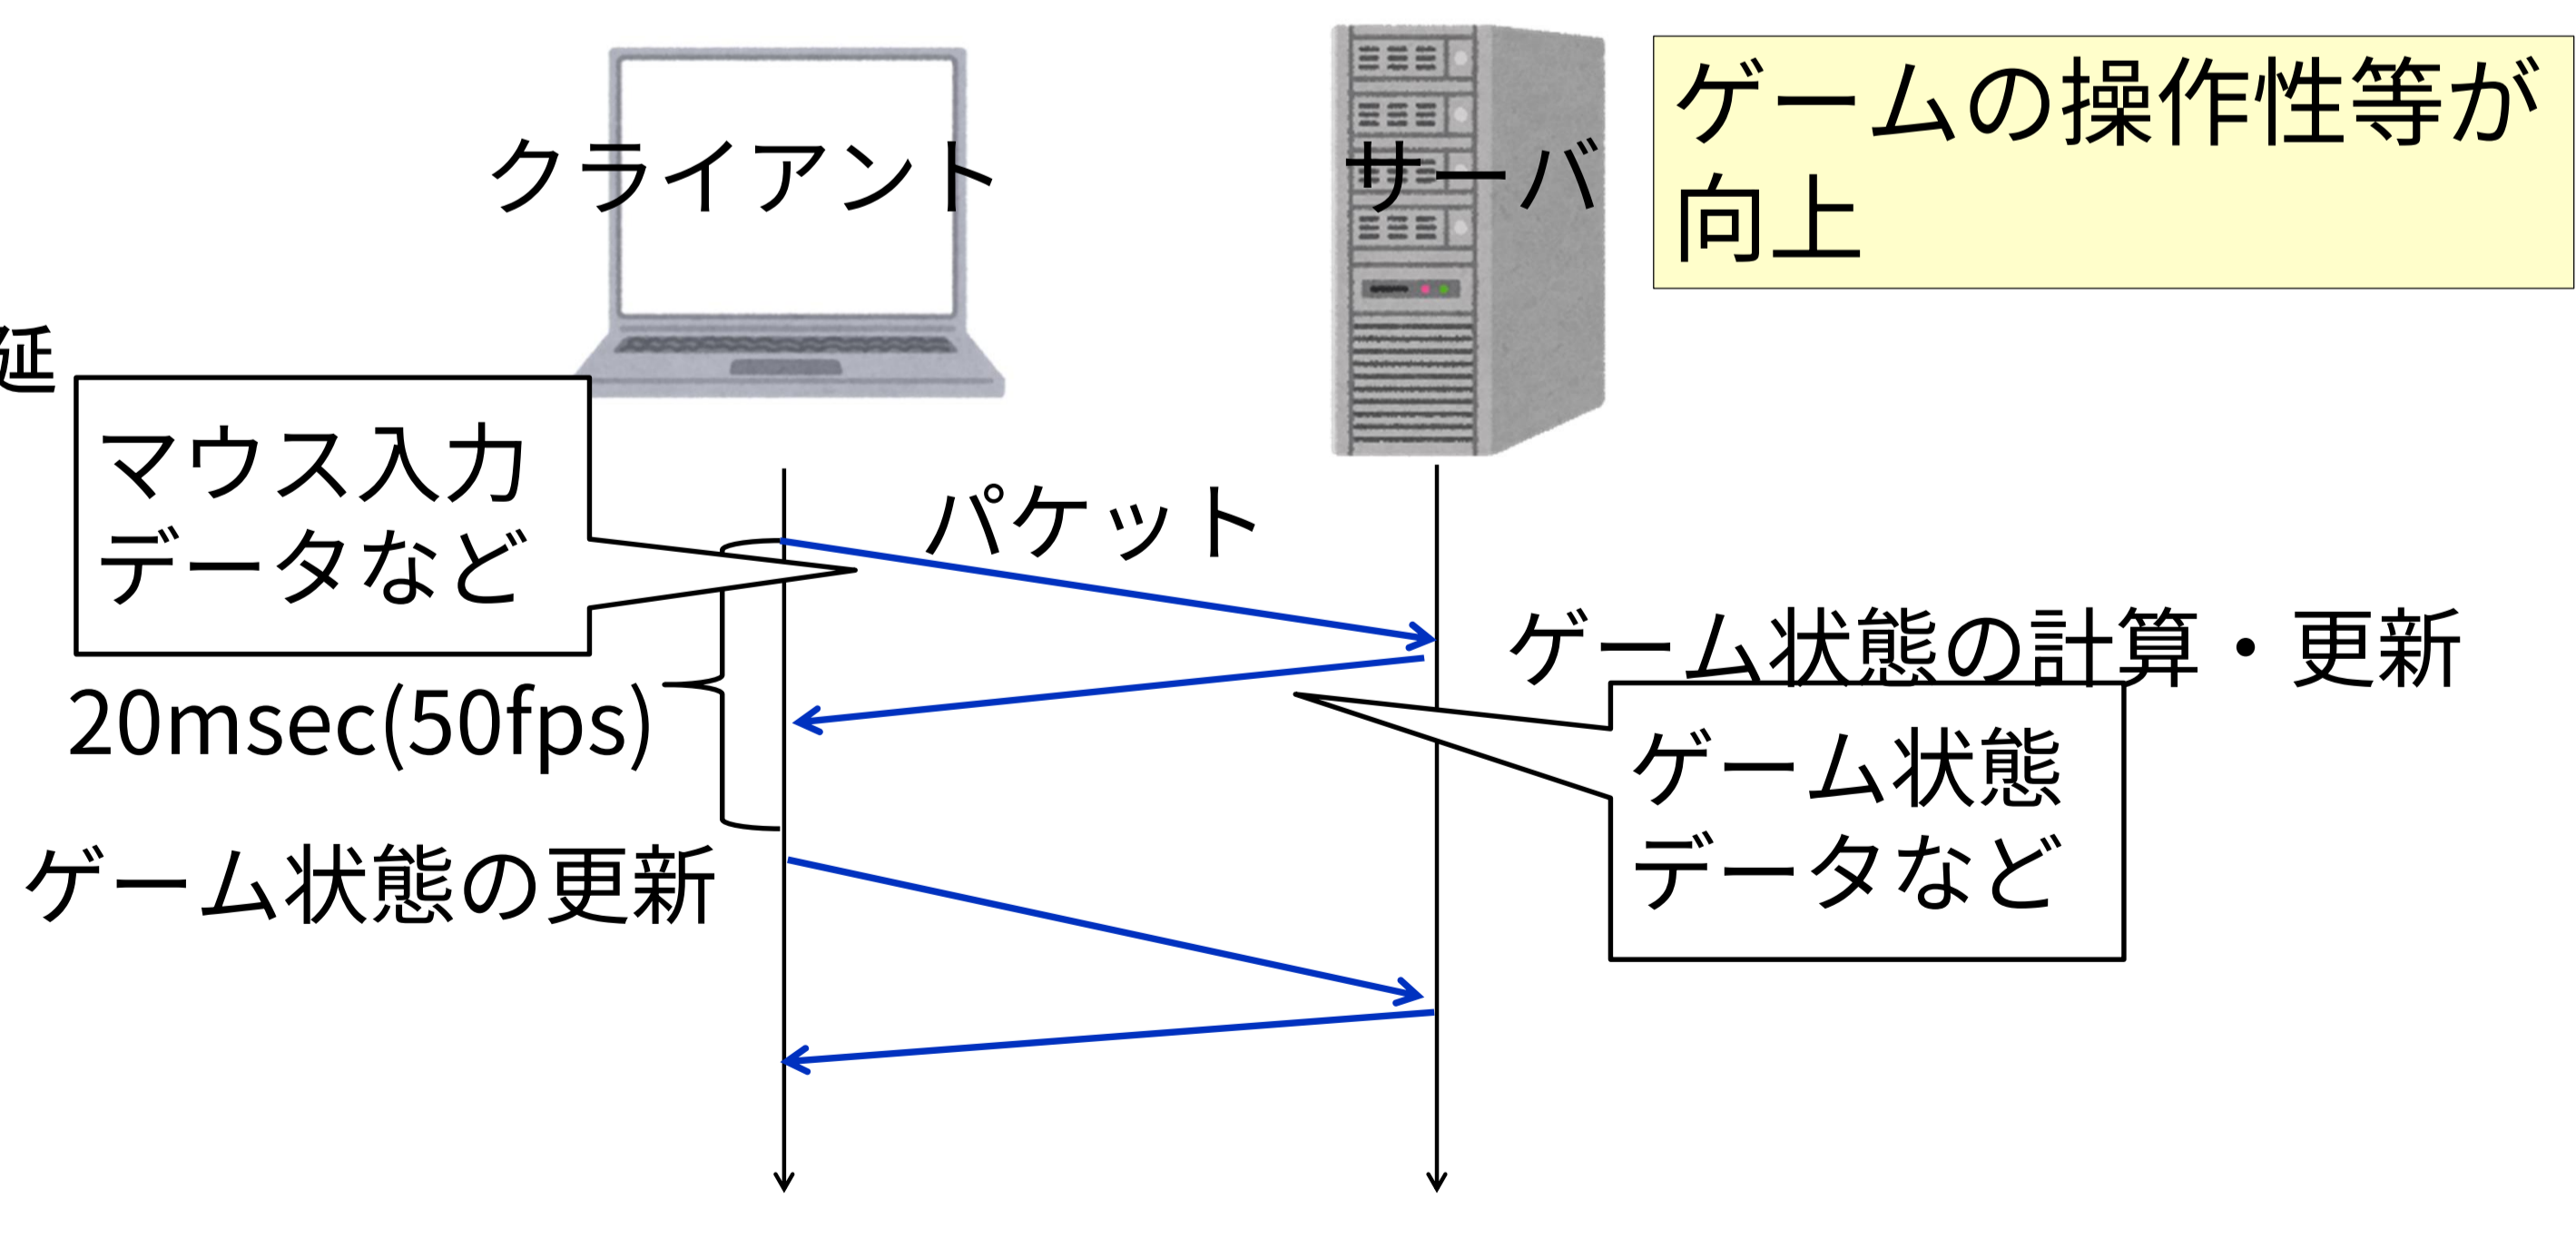 クライアント
サーバ
ゲームの操作性等が
向上
延
マウス入力
データなど
パケット
ゲーム状態の計算・更新
20msec(50fps)
ゲーム状態
データなど
ゲーム状態の更新